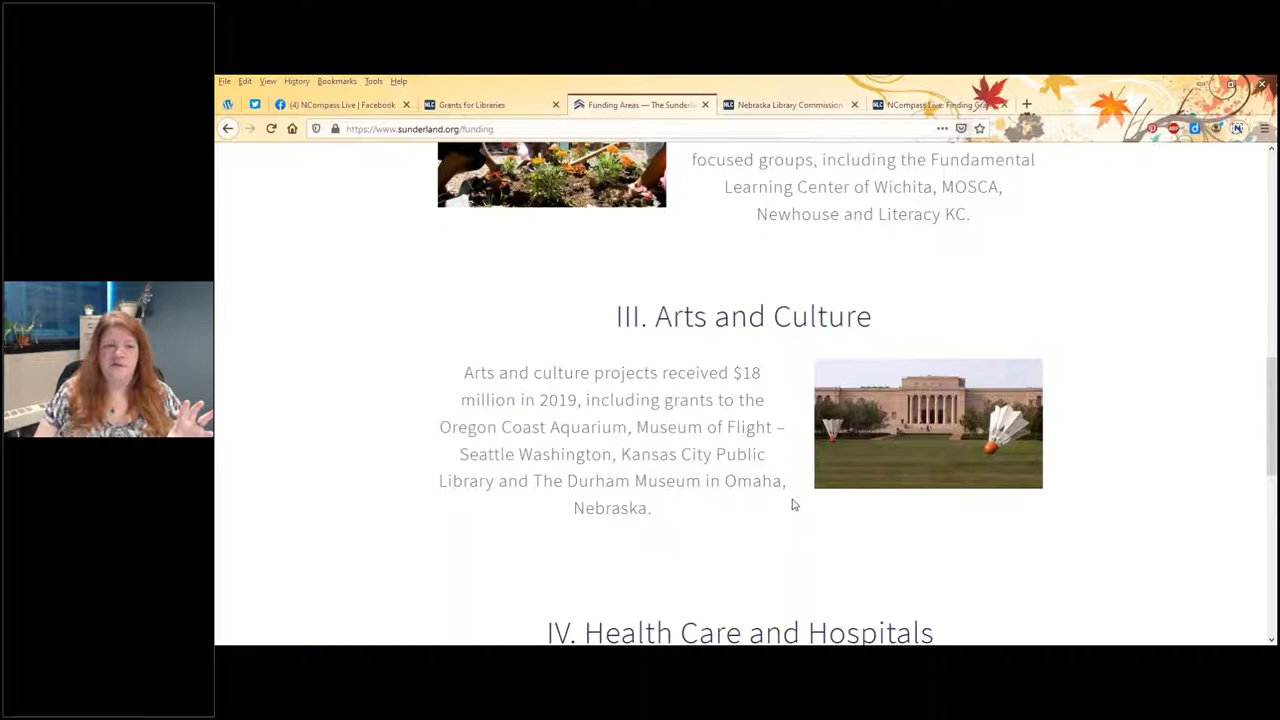 File Edit View History Bookmarks Tools Help
(4) NCompass Live | Facebook
Grants for Libraries
Funding Areas — The Sunderl
Nebraska Library Commission
NCompass Live: Finding Gra
https://www.sunderland.org/funding
focused groups, including the Fundamental
Learning Center of Wichita, MOSCA,
Newhouse and Literacy KC.
III. Arts and Culture
Arts and culture projects received $18
million in 2019, including grants to the
Oregon Coast Aquarium, Museum of Flight –
Seattle Washington, Kansas City Public
Library and The Durham Museum in Omaha,
Nebraska.
IV. Health Care and Hospitals